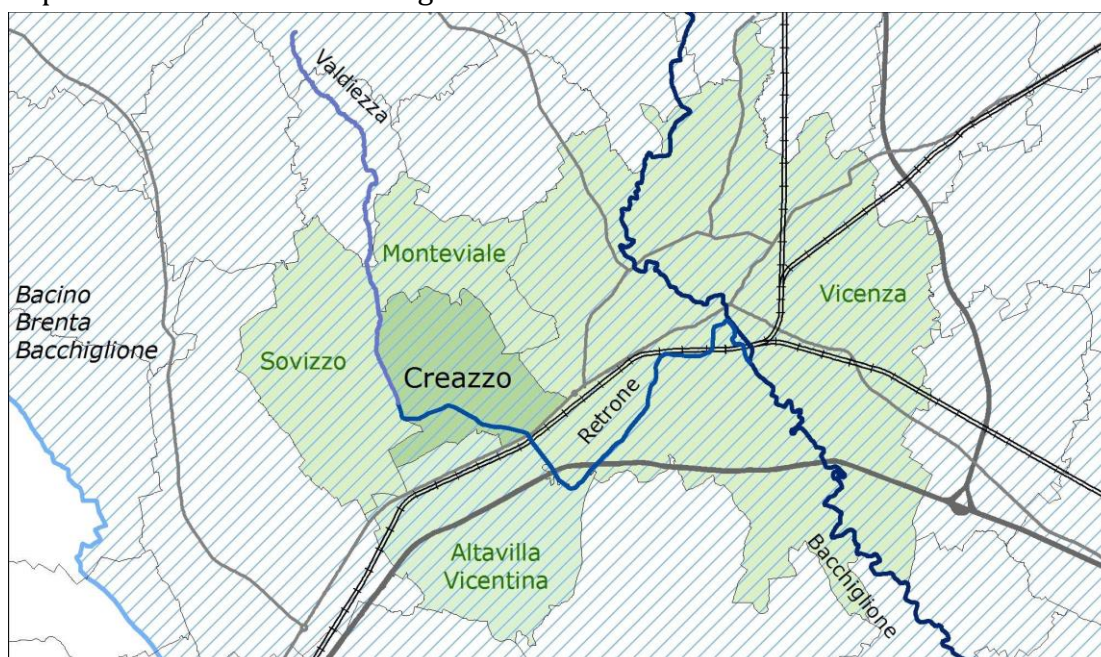 Valdiezza
Monteviale
Bacino
Brenta
Bacchiglione
Vicenza
Sovizzo
Creazzo
Retrone
Altavilla
Vicentina
Bacchiglione